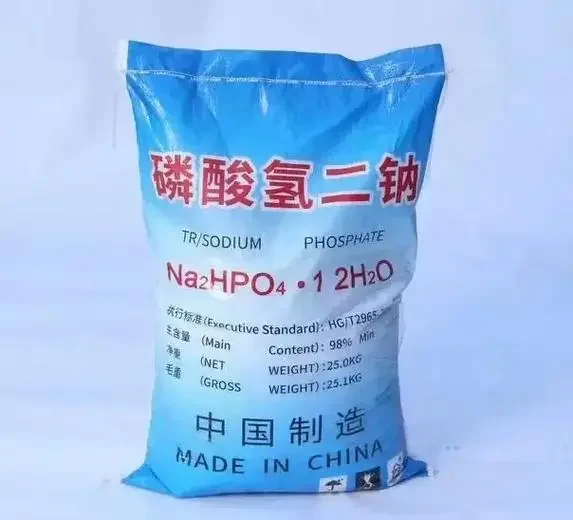 磷酸氢二钠
TR/SODIUM PHOSPHATE
Na₂HPO₄·1 2H₂O
执行标准(Executive Standard): HG/T2965-
主含量 (Main Content): 98% Min
净重 (NET WEIGHT):25.0KG
毛重 (GROSS WEIGHT):25.1KG
中国制造
MADE IN CHINA